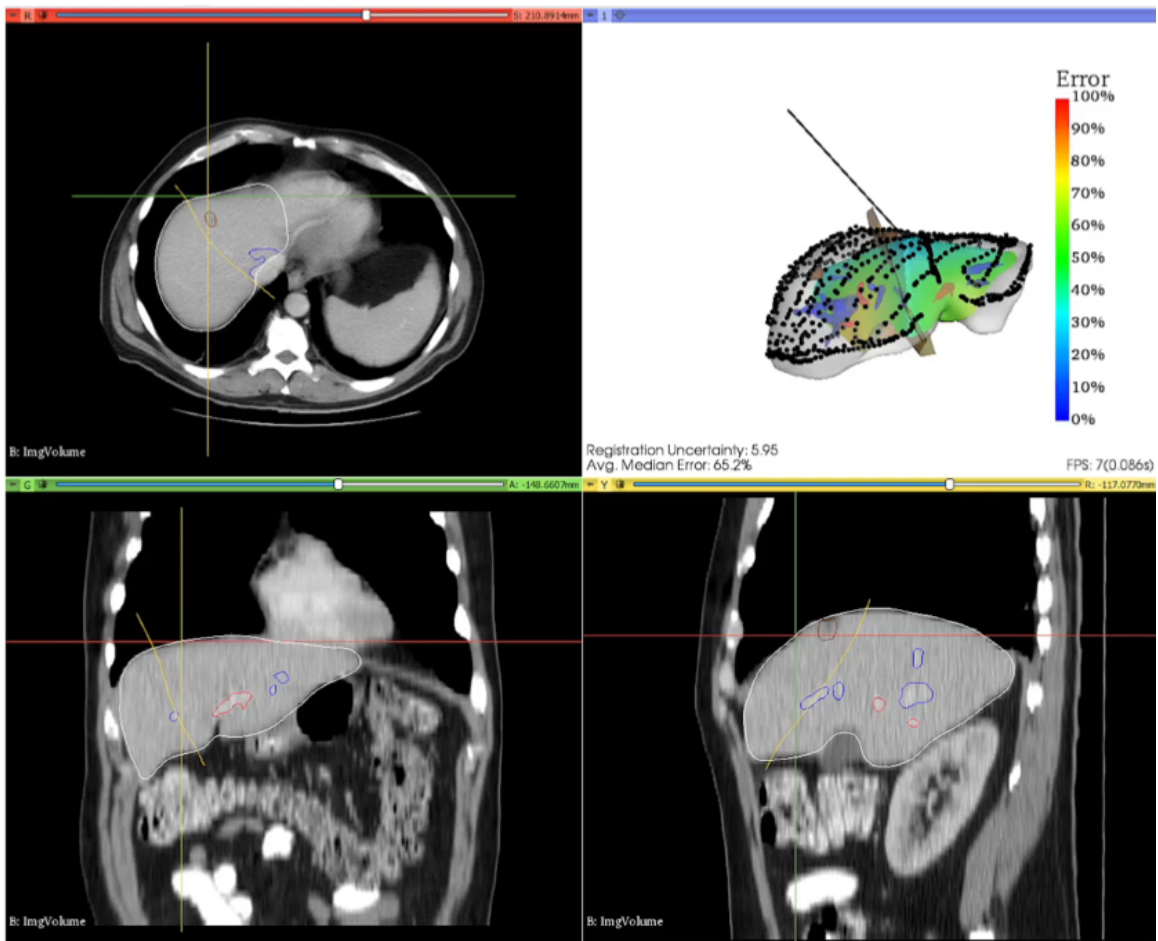 R S: 210.8914mm
1
Error
100%
90%
80%
70%
60%
50%
40%
30%
20%
10%
0%
B: ImgVolume
Registration Uncertainty: 5.95
Avg. Median Error: 65.2%
FPS: 7(0.086s)
G A: -148.6607mm
Y R: -117.0770mm
B: ImgVolume
B: ImgVolume